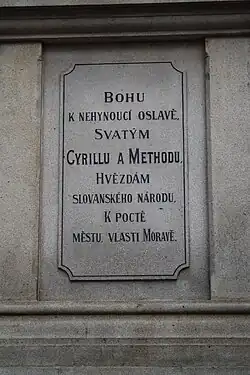 BOHU
K NEHYNOUCÍ OSLAVĚ,
SVATÝM
CYRILLU A METHODU,
HVĚZDÁM
SLOVANSKÉHO NÁRODU,
K POCTĚ
MĚSTU, VLASTI MORAVĚ.